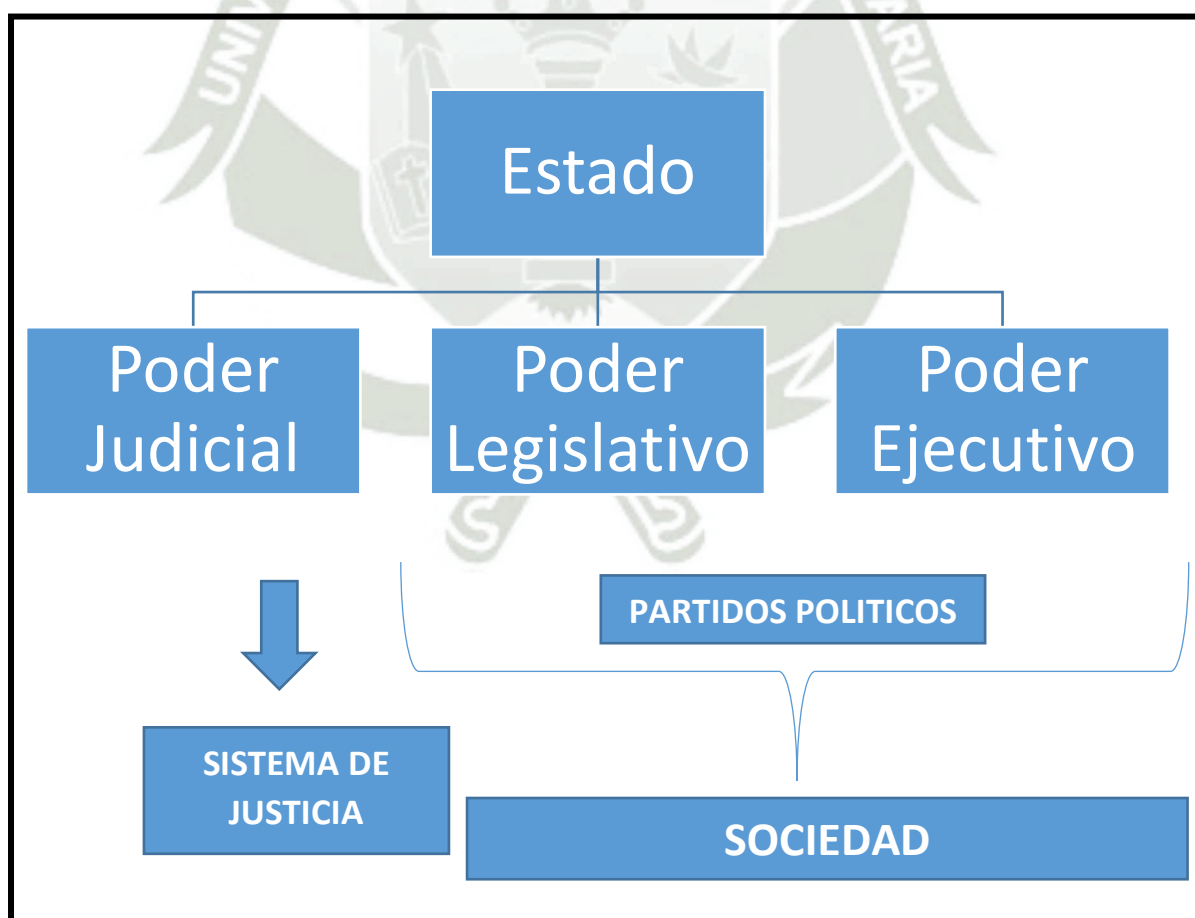 Estado
Poder
Judicial
Poder
Legislativo
Poder
Ejecutivo
PARTIDOS POLITICOS
SISTEMA DE
JUSTICIA
SOCIEDAD